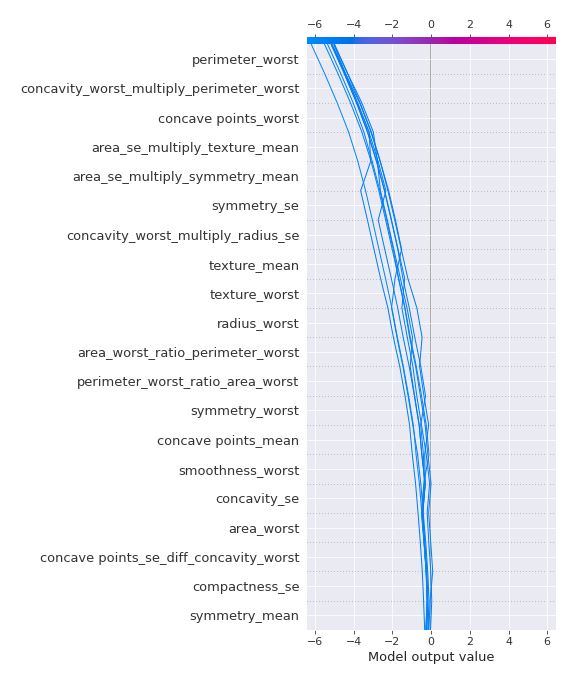 −6 −4 −2 0 2 4 6
perimeter_worst
concavity_worst_multiply_perimeter_worst
concave points_worst
area_se_multiply_texture_mean
area_se_multiply_symmetry_mean
symmetry_se
concavity_worst_multiply_radius_se
texture_mean
texture_worst
radius_worst
area_worst_ratio_perimeter_worst
perimeter_worst_ratio_area_worst
symmetry_worst
concave points_mean
smoothness_worst
concavity_se
area_worst
concave points_se_diff_concavity_worst
compactness_se
symmetry_mean
−6 −4 −2 0 2 4 6
Model output value